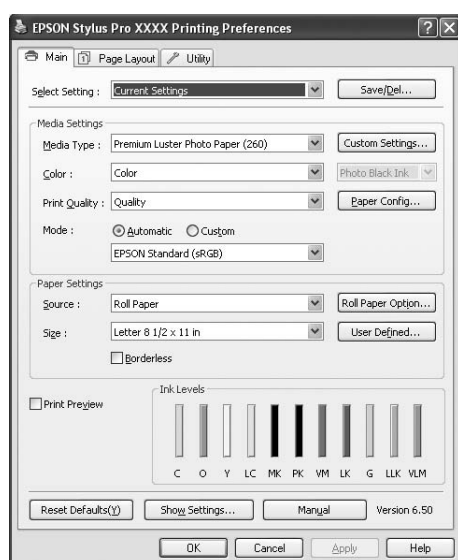 EPSON Stylus Pro XXXX Printing Preferences
Main Page Layout Utility
Select Setting : Current Settings Save/Del...
Media Settings
Media Type : Premium Luster Photo Paper (260) Custom Settings...
Color : Color Photo Black Ink
Print Quality : Quality Paper Config...
Mode : Automatic Custom
EPSON Standard (sRGB)
Paper Settings
Source : Roll Paper Roll Paper Option...
Size : Letter 8 1/2 x 11 in User Defined...
Borderless
Print Preview
Ink Levels
C O Y LC MK PK VM LK G LLK VLM
Reset Defaults(Y) Show Settings... Manual Version 6.50
OK Cancel Apply Help